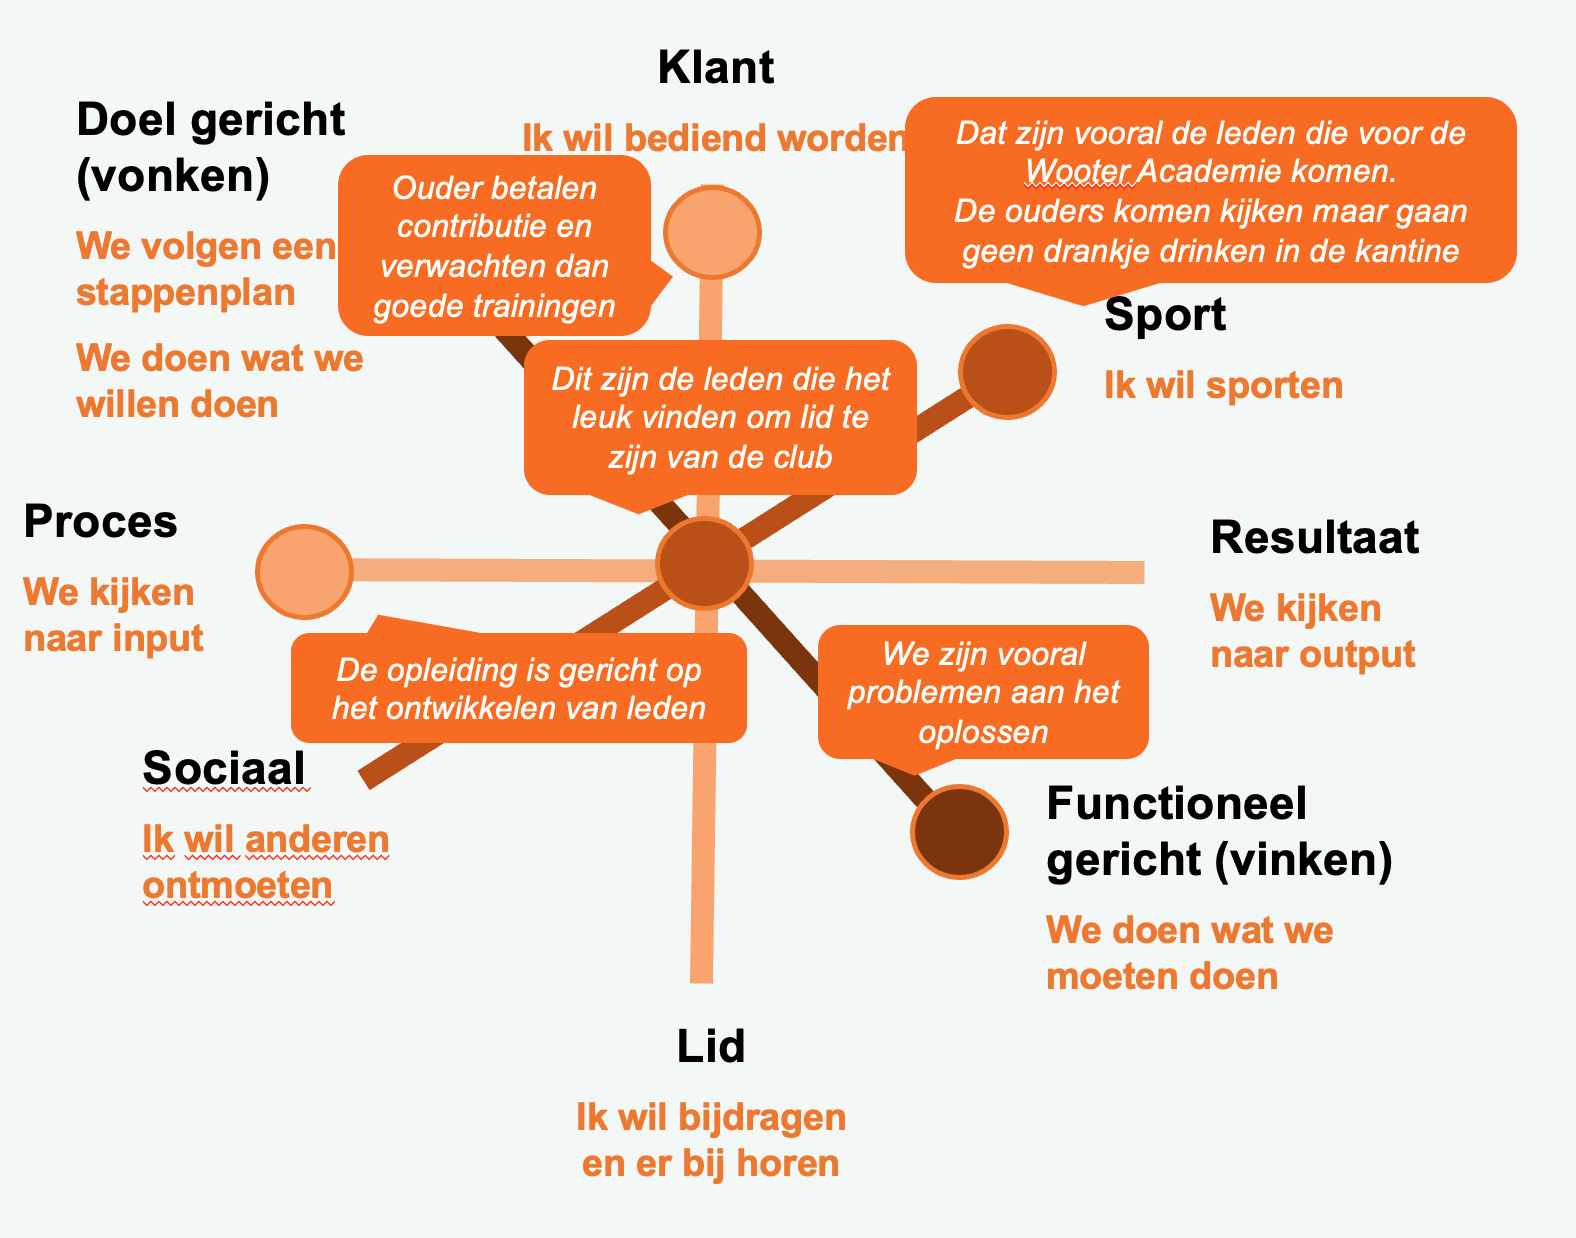 Klant
Ik wil bediend worden
Doel gericht
(vonken)
We volgen een
stappenplan
We doen wat we
willen doen
Ouder betalen
contributie en
verwachten dan
goede trainingen
Dat zijn vooral de leden die voor de
Wooter Academie komen.
De ouders komen kijken maar gaan
geen drankje drinken in de kantine
Sport
Ik wil sporten
Dit zijn de leden die het
leuk vinden om lid te
zijn van de club
Proces
We kijken
naar input
Resultaat
We kijken
naar output
De opleiding is gericht op
het ontwikkelen van leden
We zijn vooral
problemen aan het
oplossen
Sociaal
Ik wil anderen
ontmoeten
Functioneel
gericht (vinken)
We doen wat we
moeten doen
Lid
Ik wil bijdragen
en er bij horen